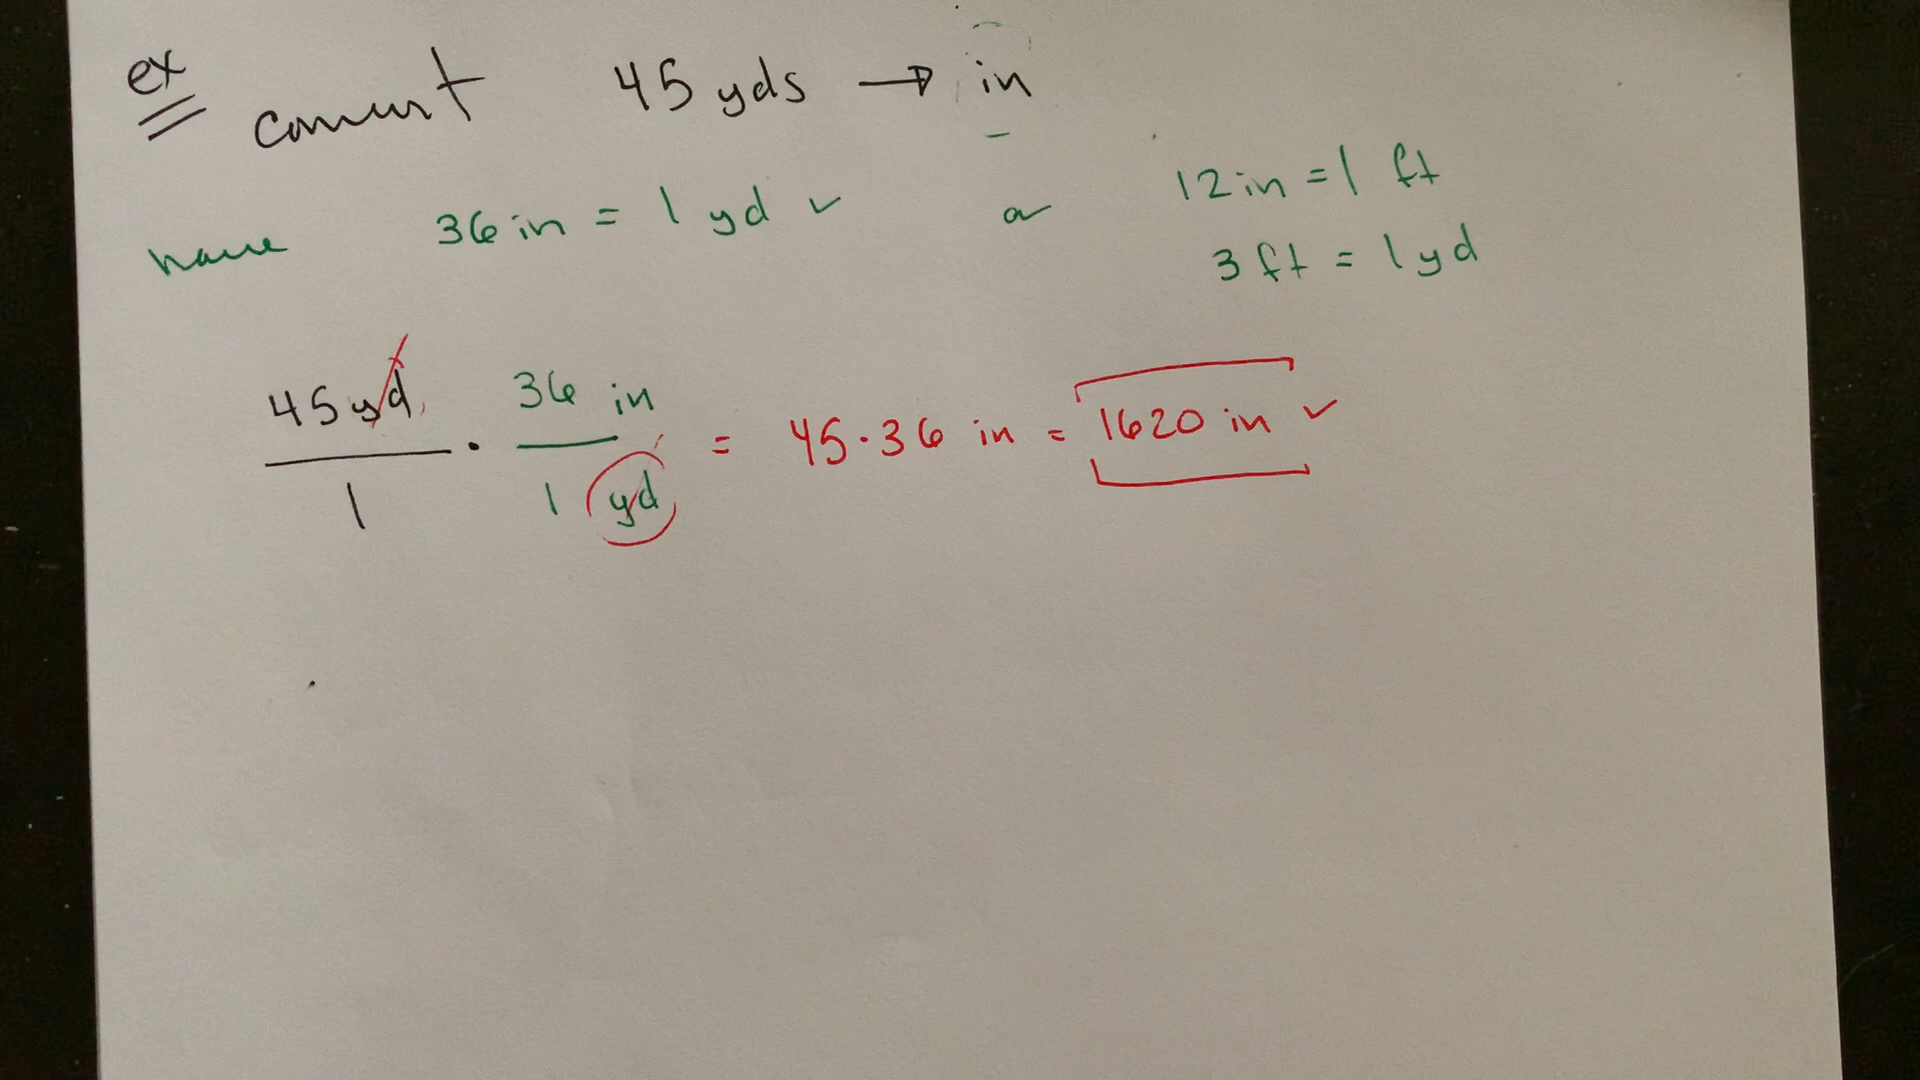 ex
convert 45 yds → in
have 36 in = 1 yd ✓ or 12 in = 1 ft
3 ft = 1 yd
45 yd/1 · 36 in/1 yd = 45·36 in = 1620 in ✓